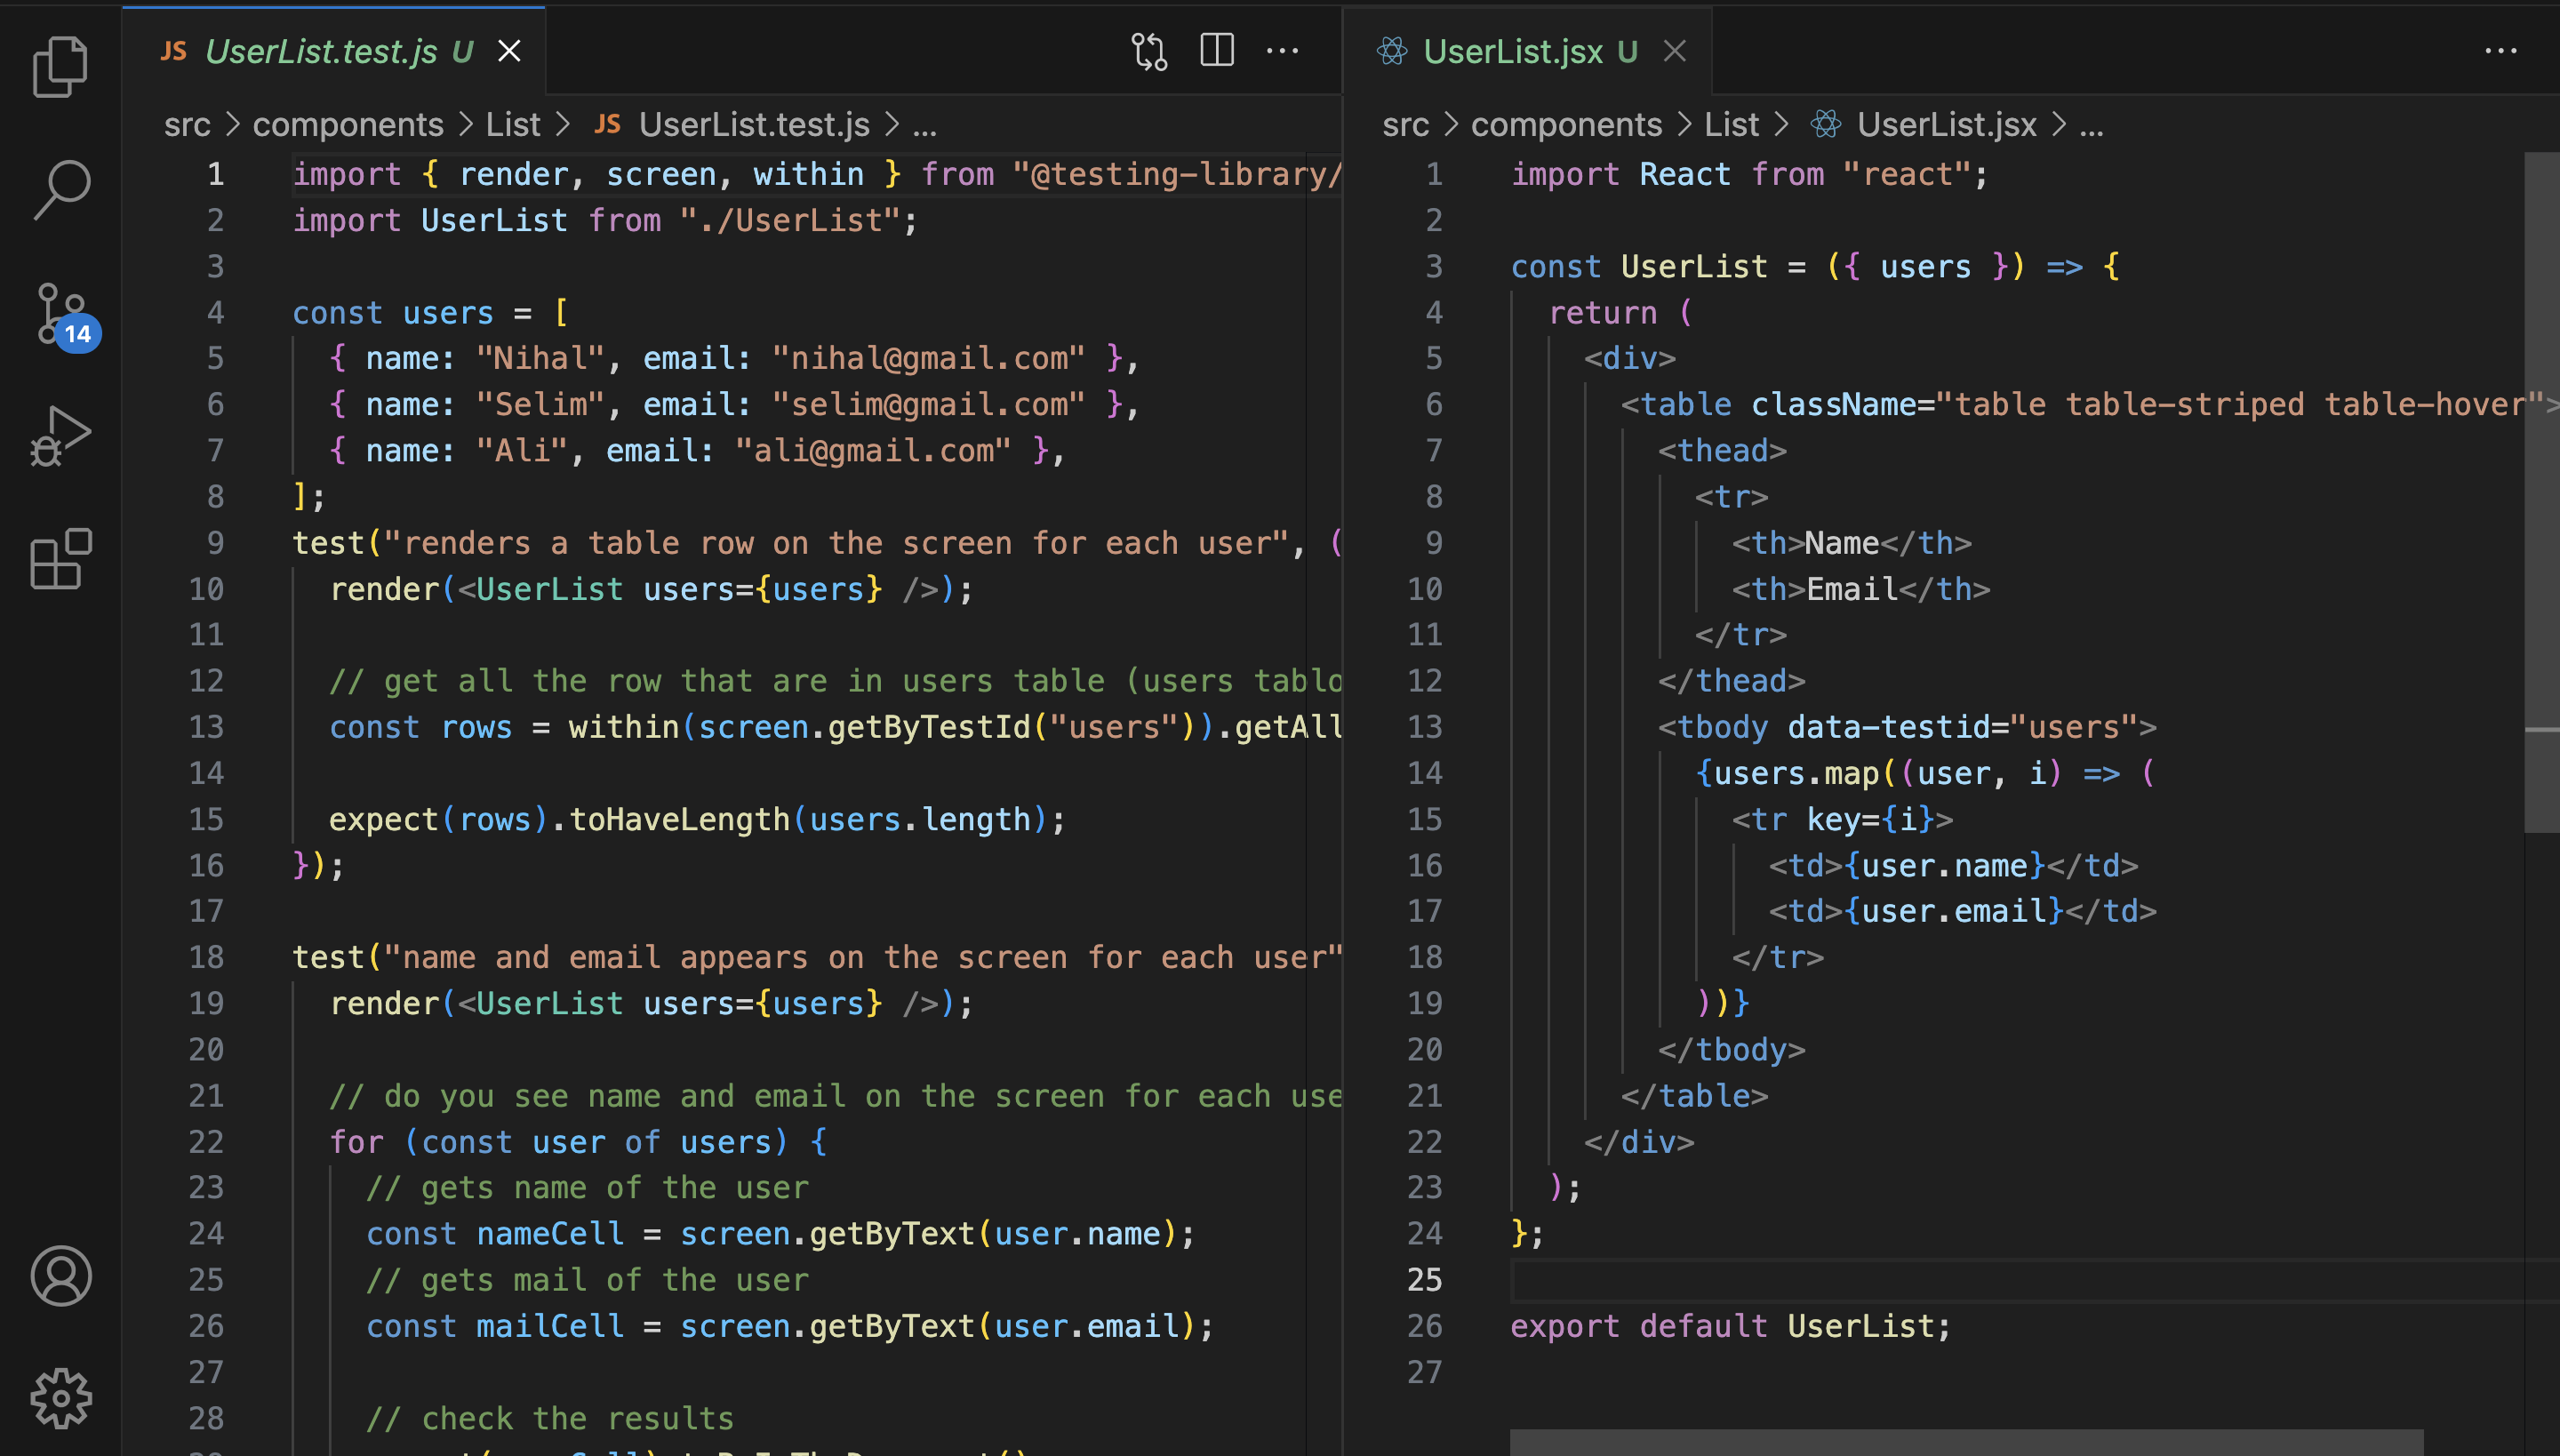 JS UserList.test.js U
src > components > List > JS UserList.test.js > ...
1 import { render, screen, within } from "@testing-library/
2 import UserList from "./UserList";
3
4 const users = [
5 { name: "Nihal", email: "nihal@gmail.com" },
6 { name: "Selim", email: "selim@gmail.com" },
7 { name: "Ali", email: "ali@gmail.com" },
8 ];
9 test("renders a table row on the screen for each user", (
10 render(<UserList users={users} />);
11
12 // get all the row that are in users table (users tablo
13 const rows = within(screen.getByTestId("users")).getAll
14
15 expect(rows).toHaveLength(users.length);
16 });
17
18 test("name and email appears on the screen for each user"
19 render(<UserList users={users} />);
20
21 // do you see name and email on the screen for each use
22 for (const user of users) {
23 // gets name of the user
24 const nameCell = screen.getByText(user.name);
25 // gets mail of the user
26 const mailCell = screen.getByText(user.email);
27
28 // check the results
UserList.jsx U
src > components > List > UserList.jsx > ...
1 import React from "react";
2
3 const UserList = ({ users }) => {
4 return (
5 <div>
6 <table className="table table-striped table-hover">
7 <thead>
8 <tr>
9 <th>Name</th>
10 <th>Email</th>
11 </tr>
12 </thead>
13 <tbody data-testid="users">
14 {users.map((user, i) => (
15 <tr key={i}>
16 <td>{user.name}</td>
17 <td>{user.email}</td>
18 </tr>
19 ))}
20 </tbody>
21 </table>
22 </div>
23 );
24 };
25
26 export default UserList;
27
14